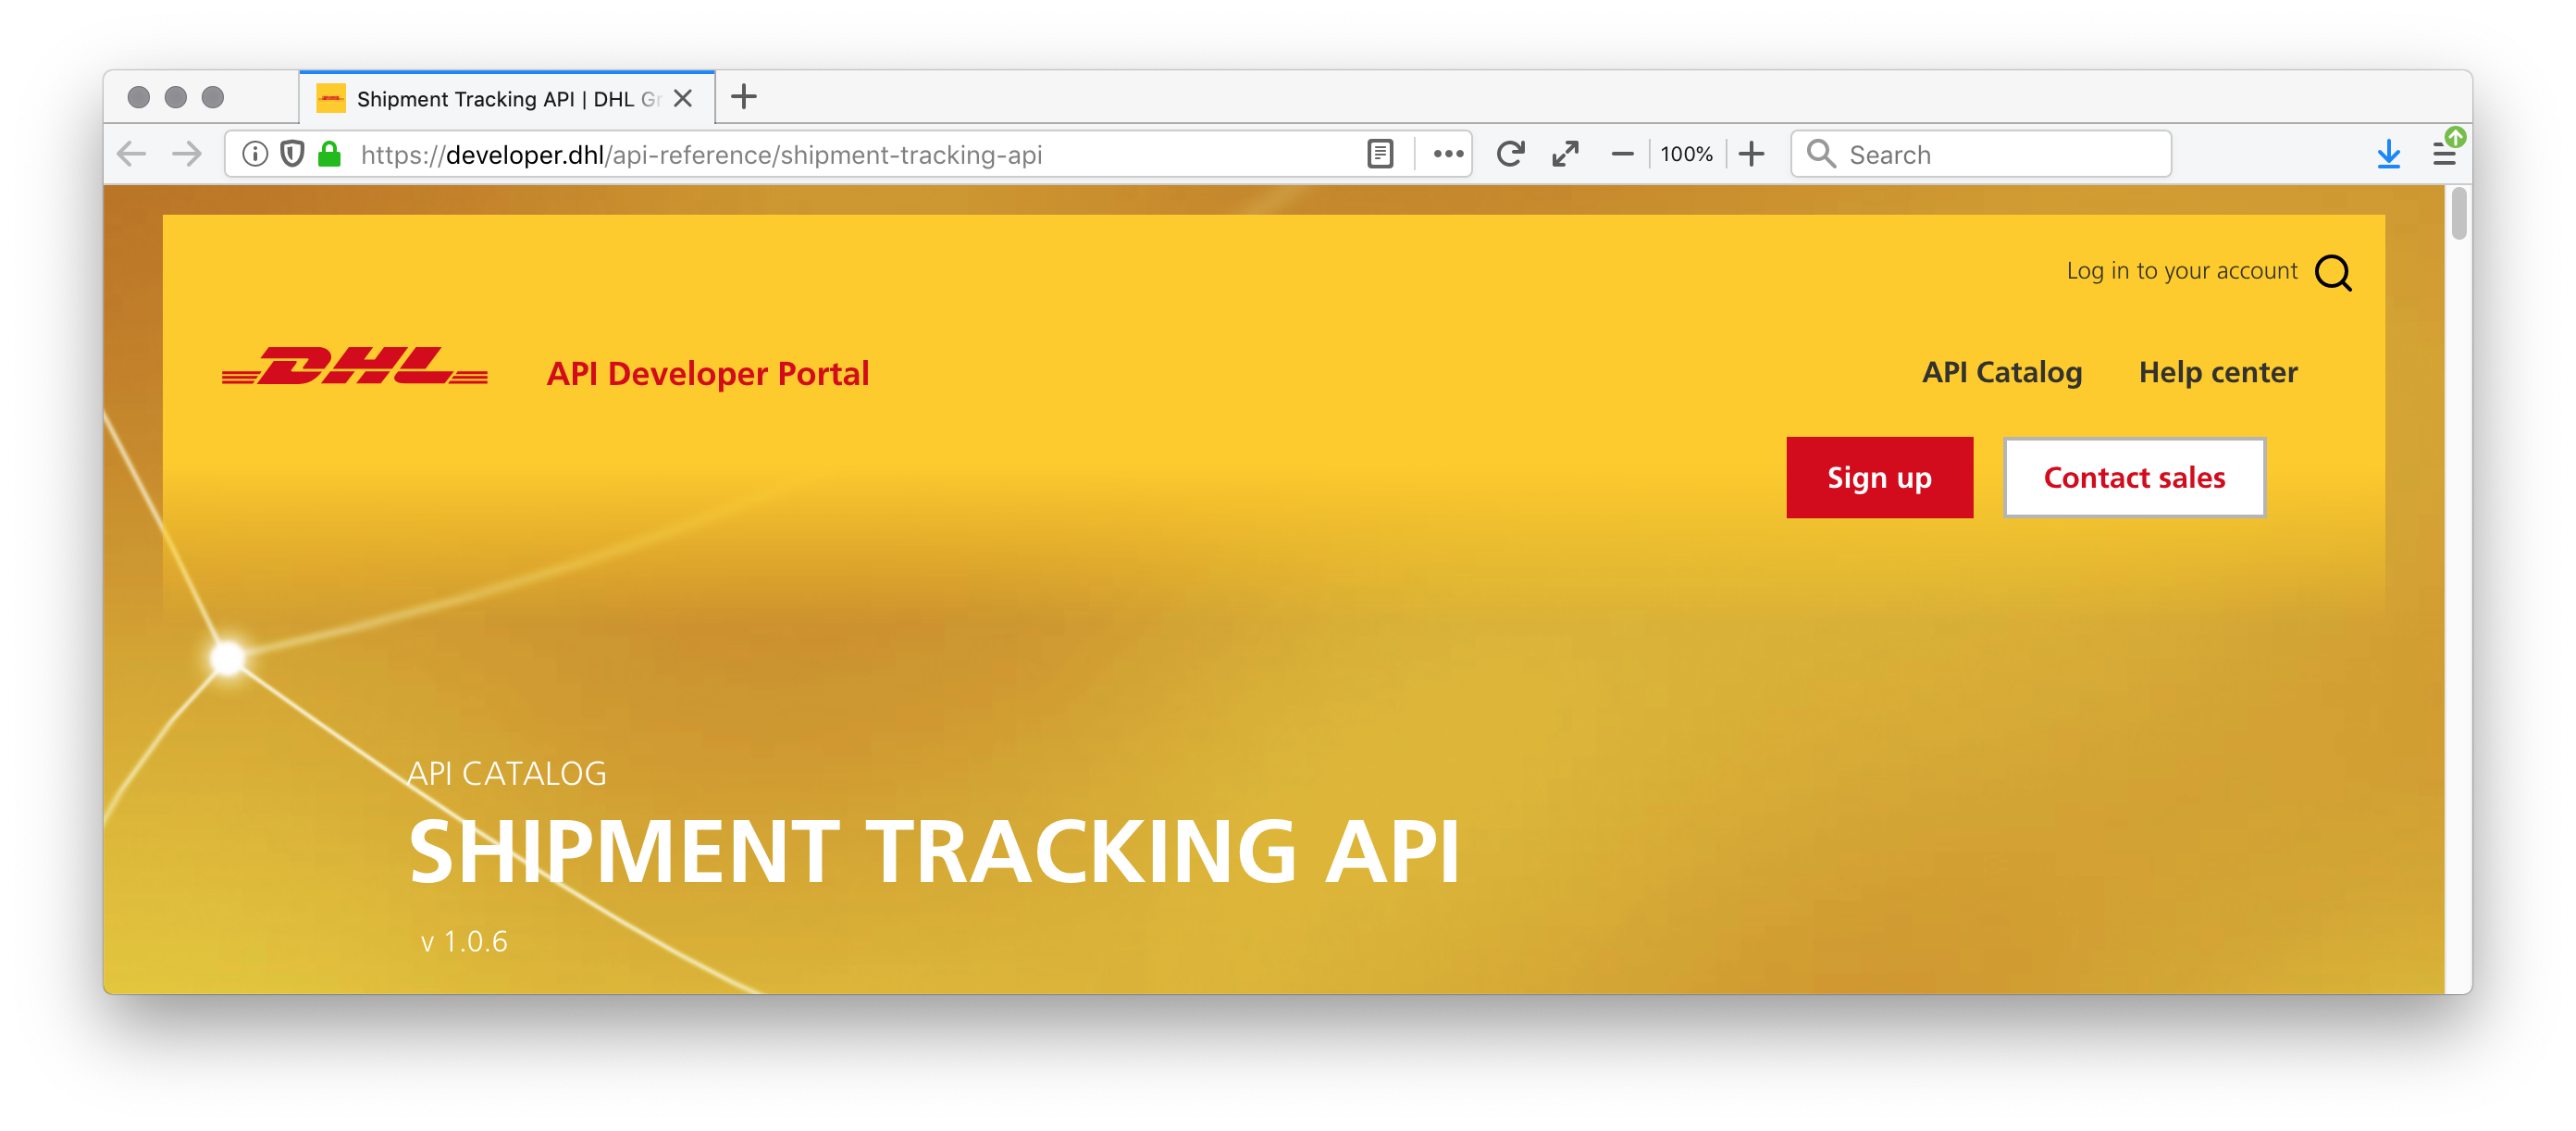 Shipment Tracking API | DHL Gr
https://developer.dhl/api-reference/shipment-tracking-api
100%
Search
Log in to your account
DHL
API Developer Portal
API Catalog
Help center
Sign up
Contact sales
API CATALOG
SHIPMENT TRACKING API
v 1.0.6